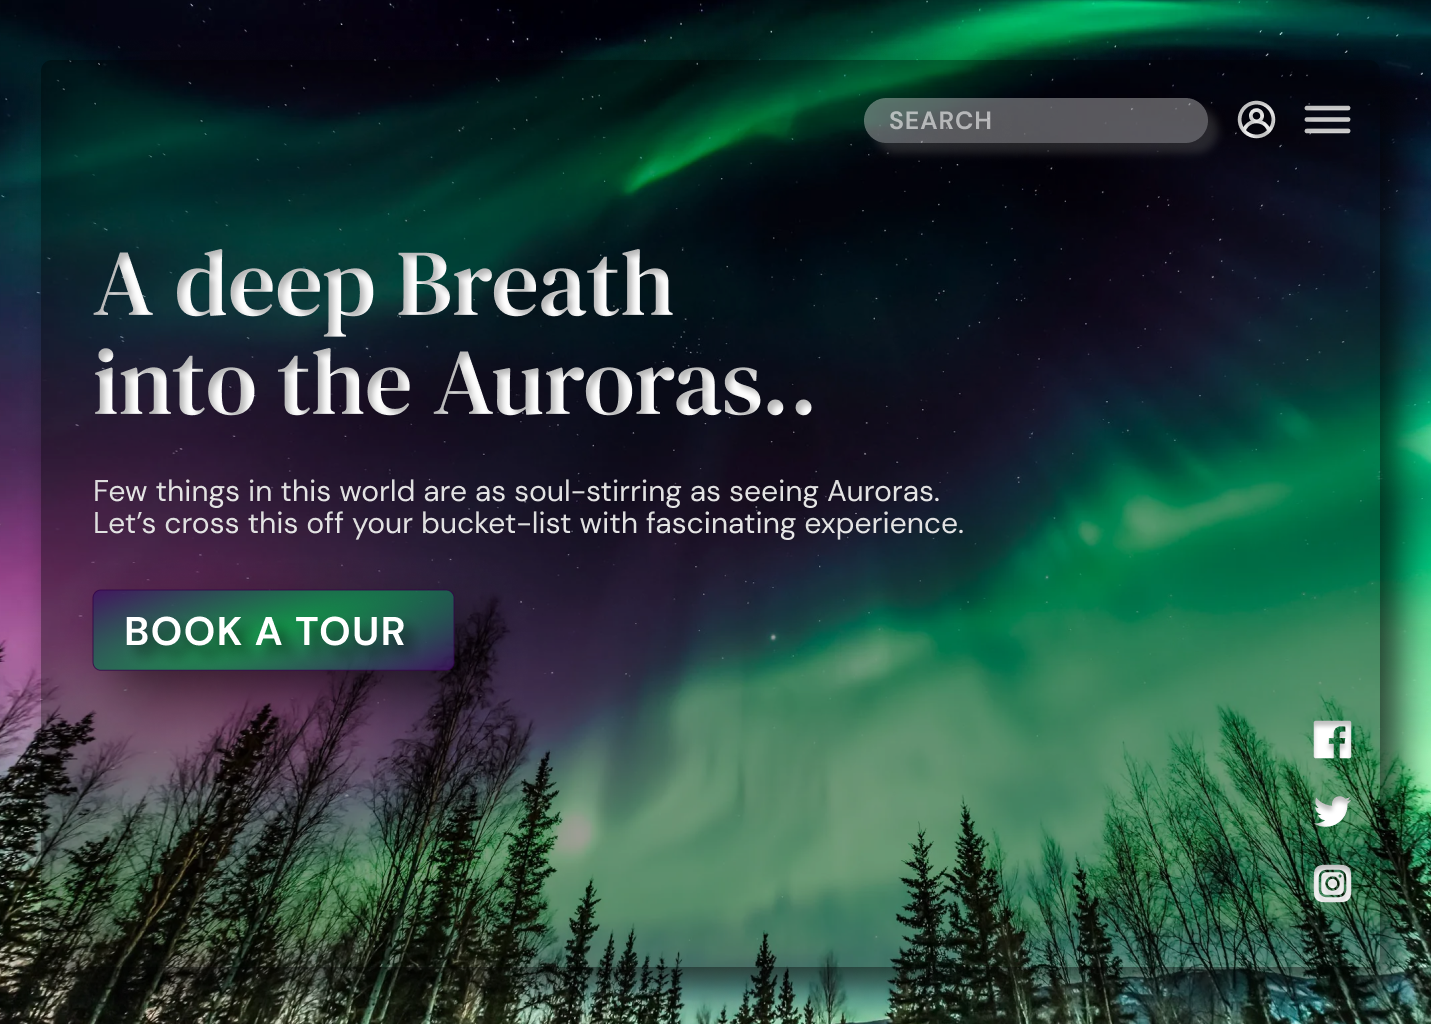 SEARCH
A deep Breath
into the Auroras..
Few things in this world are as soul-stirring as seeing Auroras.
Let’s cross this off your bucket-list with fascinating experience.
BOOK A TOUR